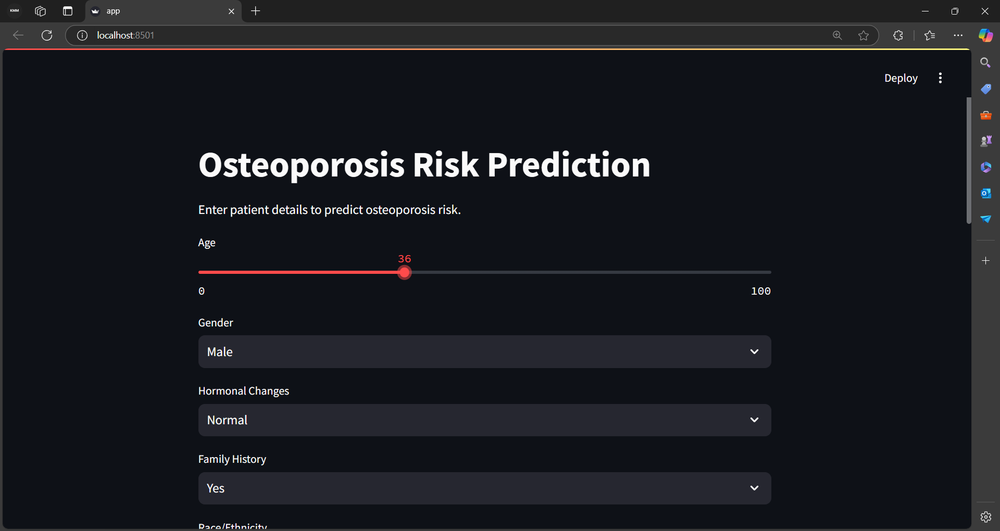 KMM
app
localhost:8501
Deploy
Osteoporosis Risk Prediction
Enter patient details to predict osteoporosis risk.
Age
36
0
100
Gender
Male
Hormonal Changes
Normal
Family History
Yes
Race/Ethnicity